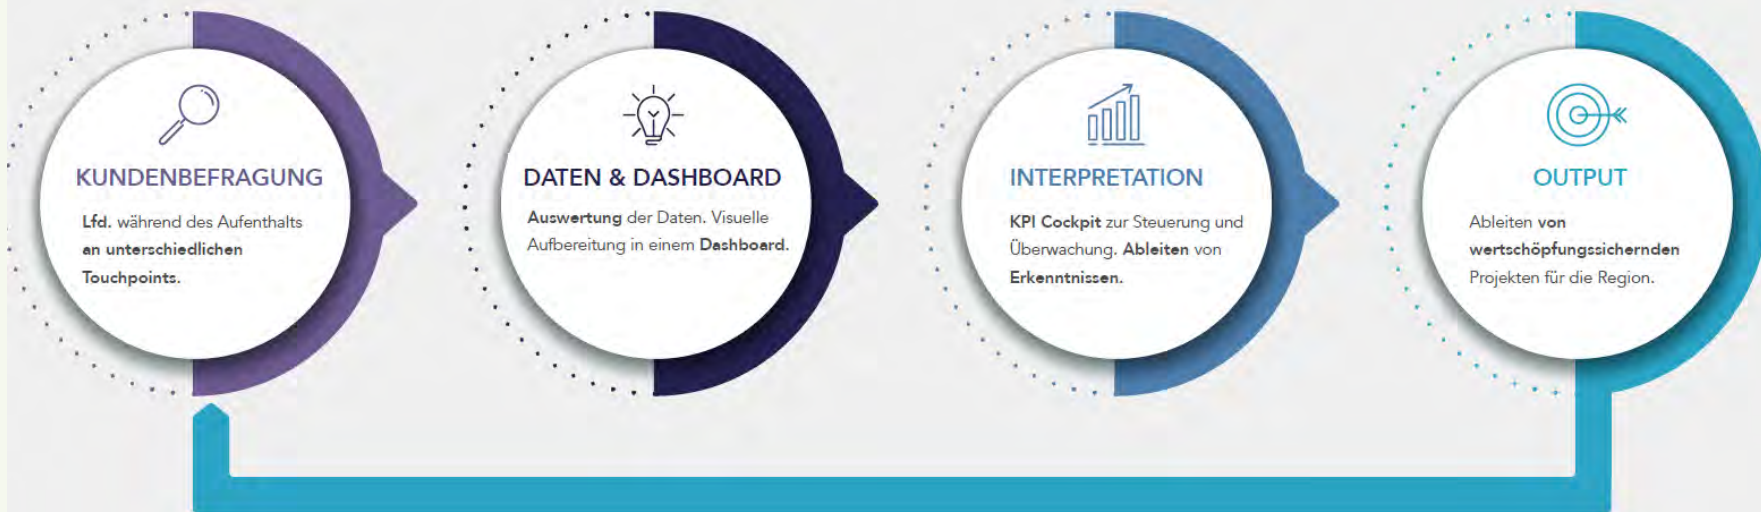 KUNDENBEFRAGUNG
Lfd. während des Aufenthalts
an unterschiedlichen
Touchpoints.
DATEN & DASHBOARD
Auswertung der Daten. Visuelle
Aufbereitung in einem Dashboard.
INTERPRETATION
KPI Cockpit zur Steuerung und
Überwachung. Ableiten von
Erkenntnissen.
OUTPUT
Ableiten von
wertschöpfungssichernden
Projekten für die Region.